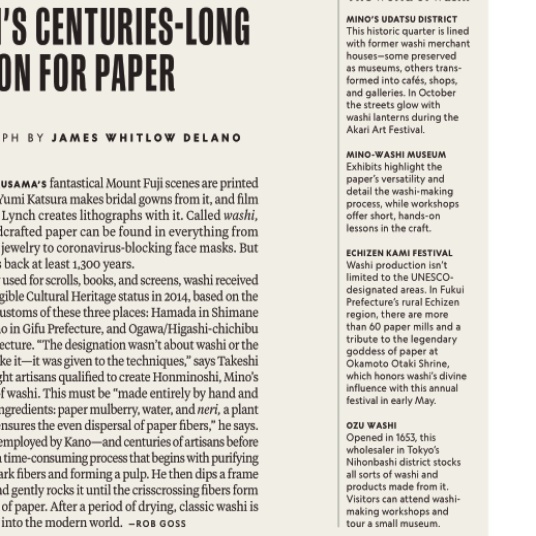 'S CENTURIES-LONG
ON FOR PAPER
PH BY JAMES WHITLOW DELANO
USAMA'S fantastical Mount Fuji scenes are printed
Yumi Katsura makes bridal gowns from it, and film
Lynch creates lithographs with it. Called washi,
dcrafted paper can be found in everything from
jewelry to coronavirus-blocking face masks. But
s back at least 1,300 years.
used for scrolls, books, and screens, washi received
gible Cultural Heritage status in 2014, based on the
ustoms of these three places: Hamada in Shimane
o in Gifu Prefecture, and Ogawa/Higashi-chichibu
ecture. "The designation wasn't about washi or the
ke it—it was given to the techniques," says Takeshi
ght artisans qualified to create Honminoshi, Mino's
f washi. This must be "made entirely by hand and
ngredients: paper mulberry, water, and neri, a plant
ensures the even dispersal of paper fibers," he says.
employed by Kano—and centuries of artisans before
time-consuming process that begins with purifying
ark fibers and forming a pulp. He then dips a frame
nd gently rocks it until the crisscrossing fibers form
of paper. After a period of drying, classic washi is
into the modern world. –ROB GOSS
MINO'S UDATSU DISTRICT
This historic quarter is lined
with former washi merchant
houses—some preserved
as museums, others trans-
formed into cafés, shops,
and galleries. In October
the streets glow with
washi lanterns during the
Akari Art Festival.
MINO-WASHI MUSEUM
Exhibits highlight the
paper's versatility and
detail the washi-making
process, while workshops
offer short, hands-on
lessons in the craft.
ECHIZEN KAMI FESTIVAL
Washi production isn't
limited to the UNESCO-
designated areas. In Fukui
Prefecture's rural Echizen
region, there are more
than 60 paper mills and a
tribute to the legendary
goddess of paper at
Okamoto Otaki Shrine,
which honors washi's divine
influence with this annual
festival in early May.
OZU WASHI
Opened in 1653, this
wholesaler in Tokyo's
Nihonbashi district stocks
all sorts of washi and
products made from it.
Visitors can attend washi-
making workshops and
tour a small museum.